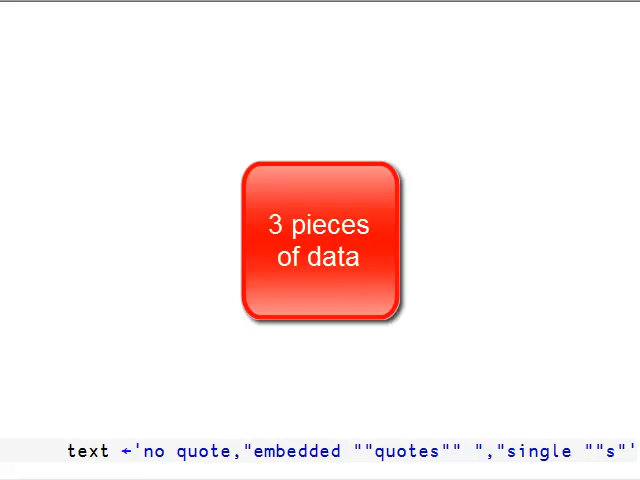 3 pieces
of data
text ←'no quote,"embedded ""quotes"" ","single ""s"'